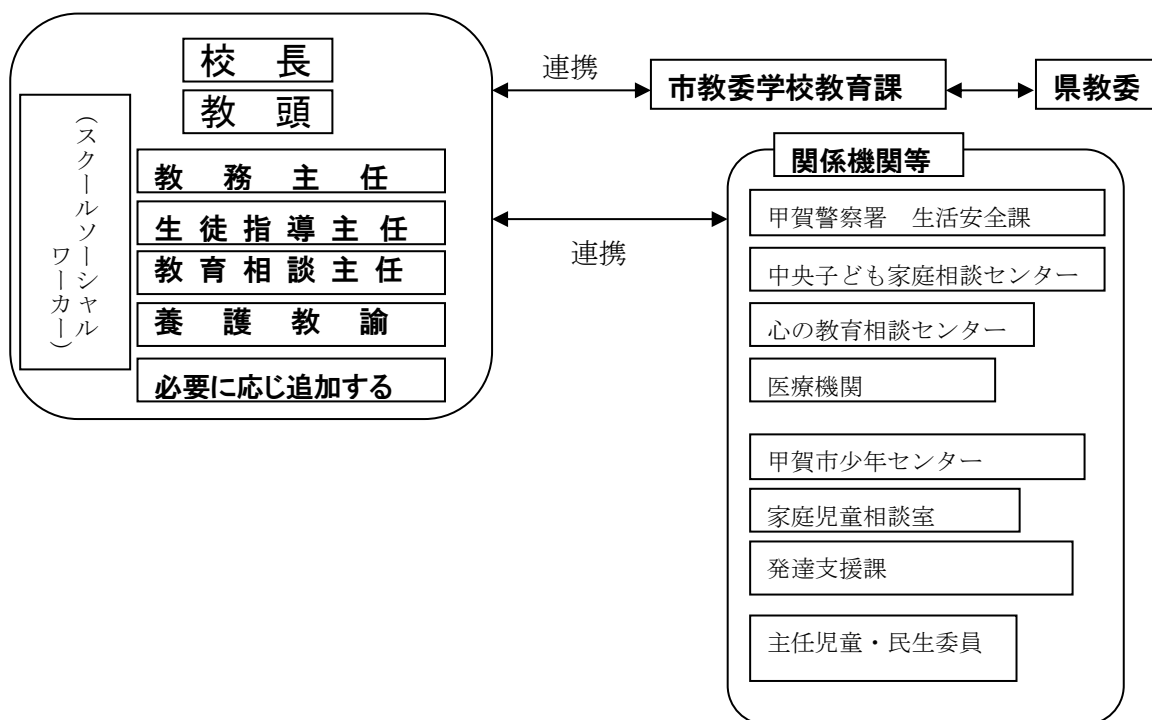 校 長
教 頭
(スクールソーシャル
ワーカー)
教 務 主 任
生 徒 指 導 主 任
教 育 相 談 主 任
養 護 教 諭
必要に応じ追加する
連携
市教委学校教育課
県教委
連携
関係機関等
甲賀警察署 生活安全課
中央子ども家庭相談センター
心の教育相談センター
医療機関
甲賀市少年センター
家庭児童相談室
発達支援課
主任児童・民生委員